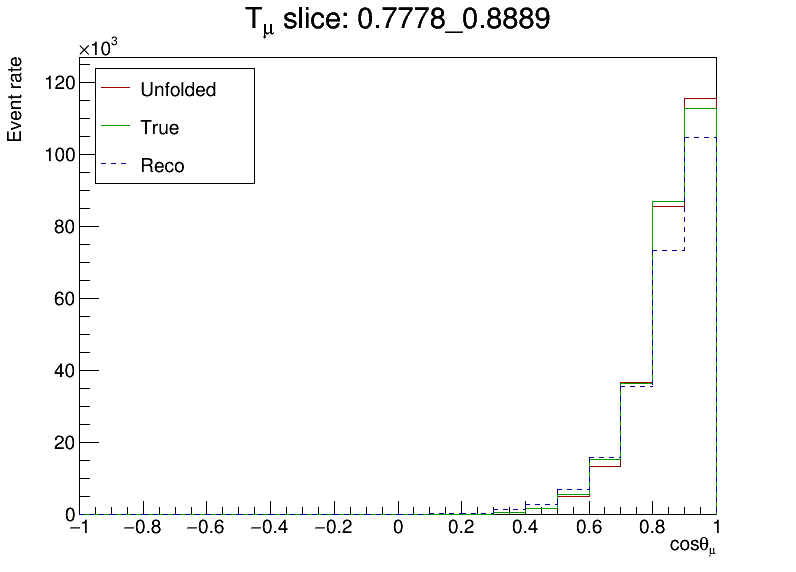 Tμ slice: 0.7778_0.8889
×10³
Event rate
Unfolded
True
Reco
120
100
80
60
40
20
0
−1 −0.8 −0.6 −0.4 −0.2 0 0.2 0.4 0.6 0.8 1
cosθμ